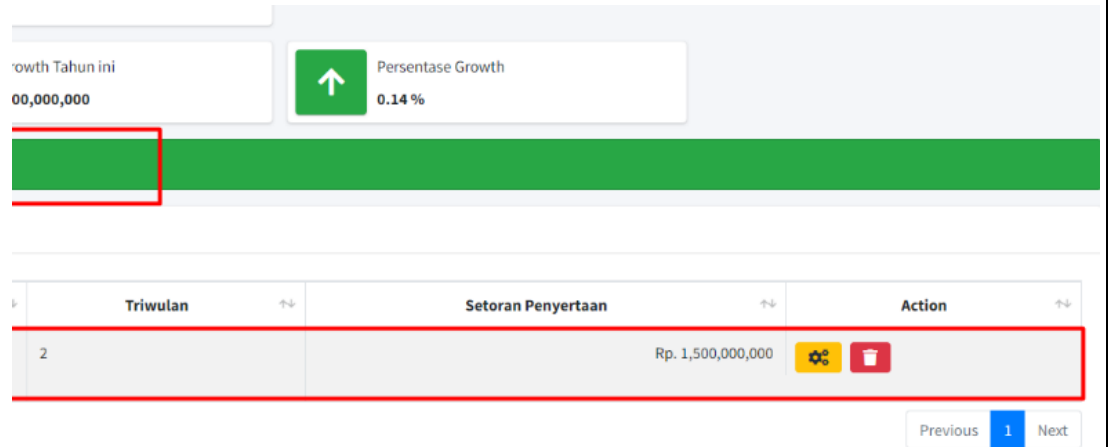 rowth Tahun ini
00,000,000
Persentase Growth
0.14 %
Triwulan Setoran Penyertaan Action
2 Rp. 1,500,000,000
Previous 1 Next